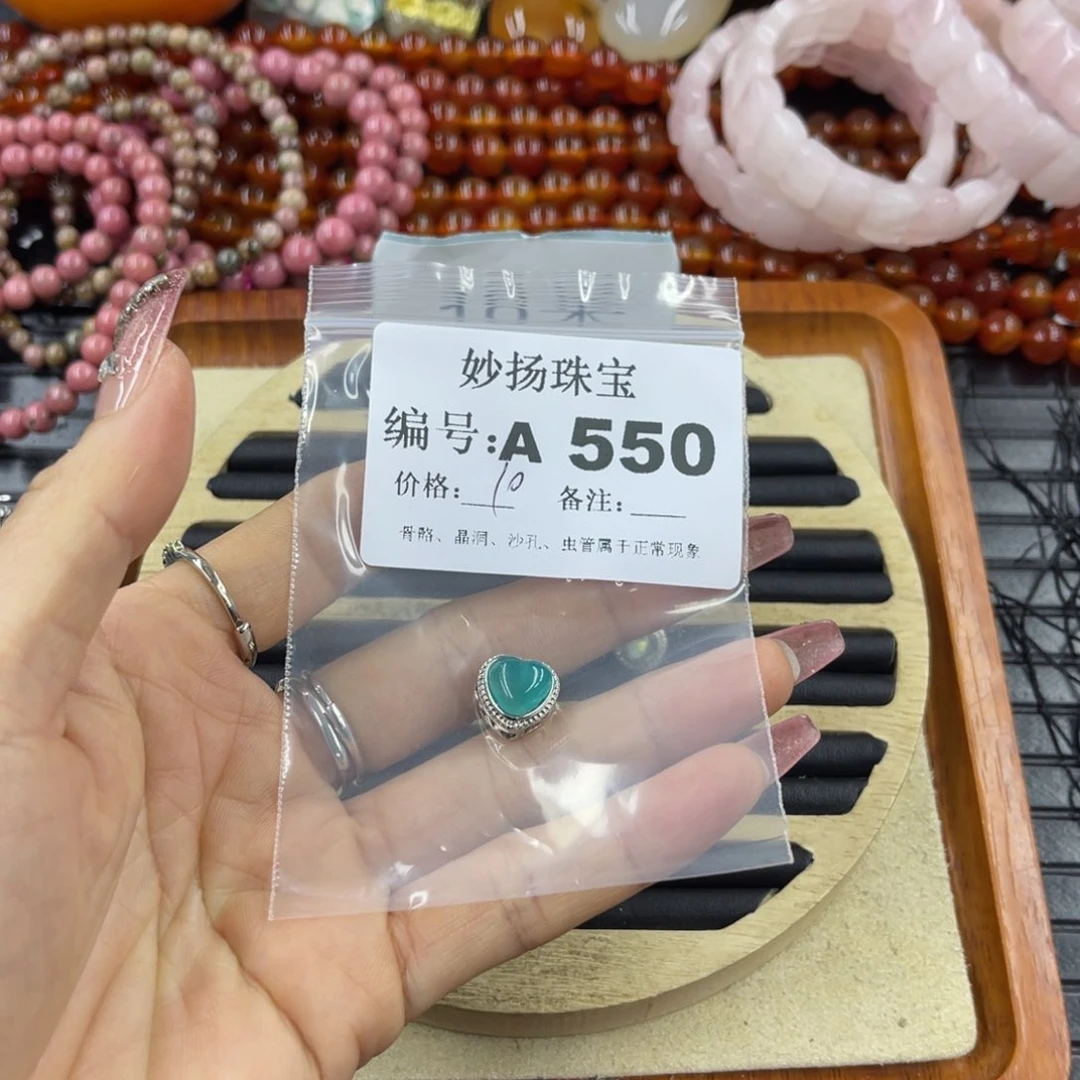 妙扬珠宝
编号:A 550
价格:10 备注:____
骨骼、晶洞、沙孔、虫管属于正常现象